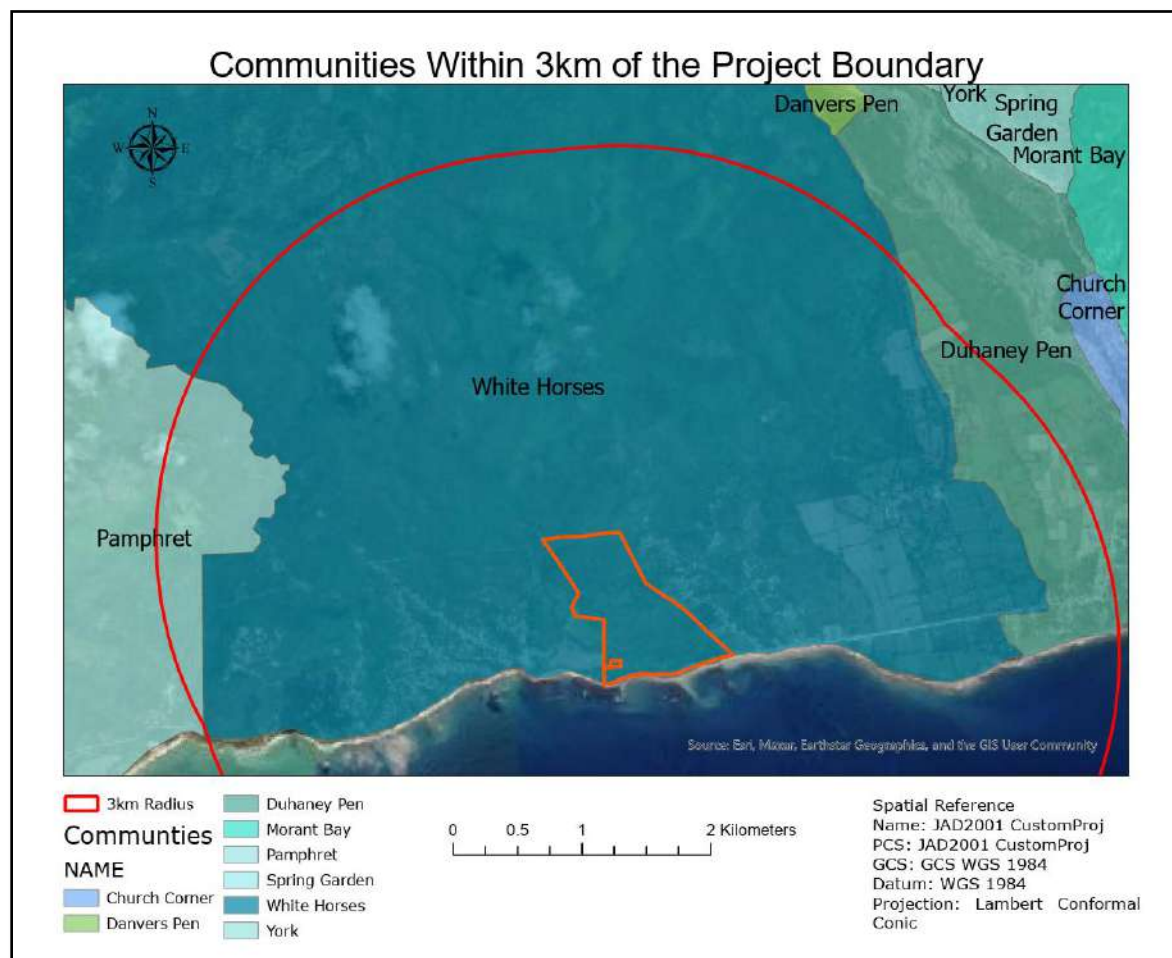 Communities Within 3km of the Project Boundary
N
W E
S
Danvers Pen
York
Spring
Garden
Morant Bay
Church
Corner
Duhaney Pen
White Horses
Pamphret
Source: Esri, Maxar, Earthstar Geographics, and the GIS User Community
3km Radius
Communties
NAME
Church Corner
Danvers Pen
Duhaney Pen
Morant Bay
Pamphret
Spring Garden
White Horses
York
0 0.5 1 2 Kilometers
Spatial Reference
Name: JAD2001 CustomProj
PCS: JAD2001 CustomProj
GCS: GCS WGS 1984
Datum: WGS 1984
Projection: Lambert Conformal
Conic